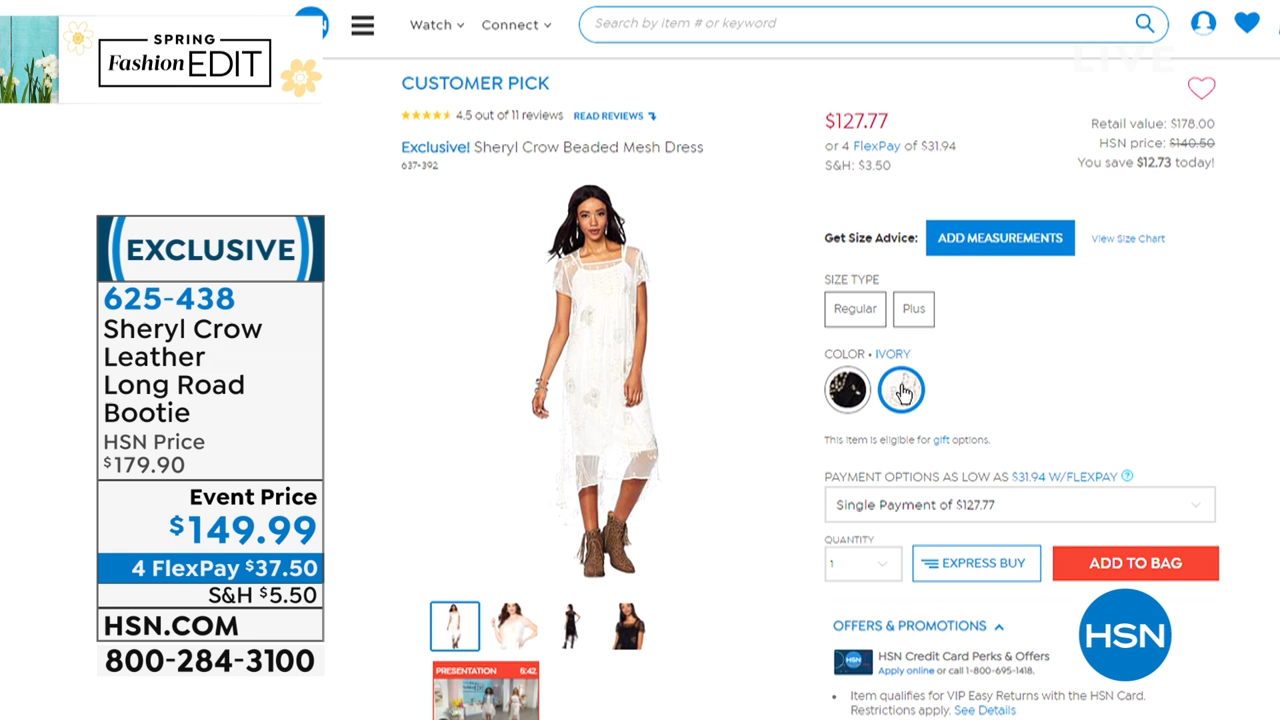 SPRING
Fashion EDIT
EXCLUSIVE
625-438
Sheryl Crow
Leather
Long Road
Bootie
HSN Price
$179.90
Event Price
$149.99
4 FlexPay $37.50
S&H $5.50
HSN.COM
800-284-3100
Watch
Connect
Search by item # or keyword
LIVE
CUSTOMER PICK
4.5 out of 11 reviews READ REVIEWS
Exclusive! Sheryl Crow Beaded Mesh Dress
637-392
$127.77
or 4 FlexPay of $31.94
S&H: $3.50
Retail value: $178.00
HSN price: $140.50
You save $12.73 today!
Get Size Advice: ADD MEASUREMENTS View Size Chart
SIZE TYPE
Regular Plus
COLOR • IVORY
This item is eligible for gift options.
PAYMENT OPTIONS AS LOW AS $31.94 W/FLEXPAY ?
Single Payment of $127.77
QUANTITY
1
EXPRESS BUY
ADD TO BAG
PRESENTATION 5:42
OFFERS & PROMOTIONS
HSN
HSN Credit Card Perks & Offers
Apply online or call 1-800-695-1418.
• Item qualifies for VIP Easy Returns with the HSN Card.
Restrictions apply. See Details
HSN